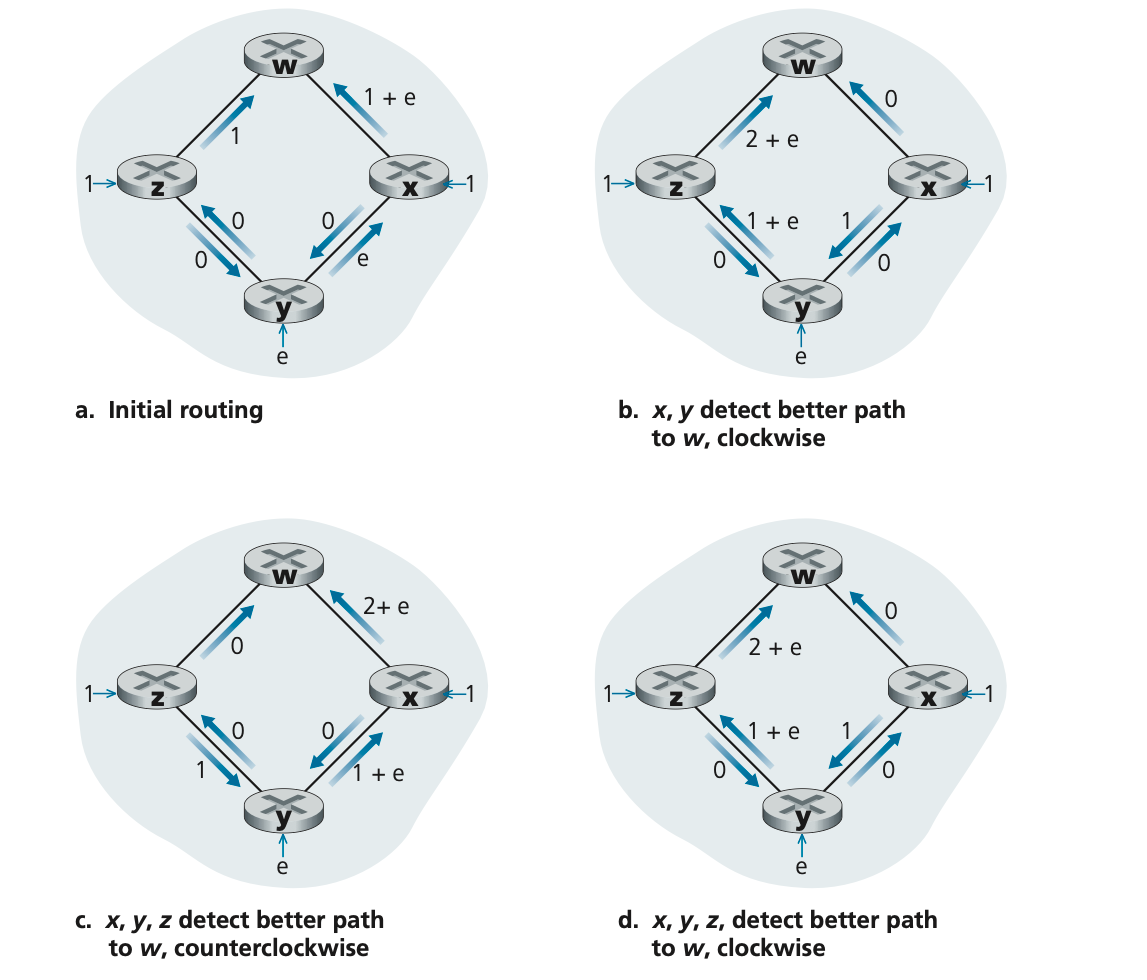 w
1 + e
1
1
z
x
1
0
0
0
e
y
e
a. Initial routing
w
0
2 + e
1
z
x
1
1 + e
1
0
0
y
e
b. x, y detect better path
to w, clockwise
w
2+ e
0
1
z
x
1
0
0
1
1 + e
y
e
c. x, y, z detect better path
to w, counterclockwise
w
0
2 + e
1
z
x
1
1 + e
1
0
0
y
e
d. x, y, z, detect better path
to w, clockwise